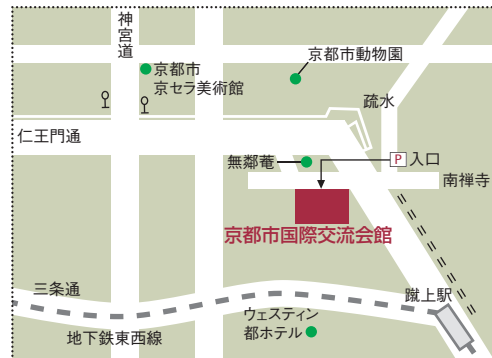 神宮道
京都市
京セラ美術館
京都市動物園
疏水
仁王門通
無鄰菴
P 入口
南禅寺
京都市国際交流会館
三条通
蹴上駅
地下鉄東西線
ウェスティン
都ホテル